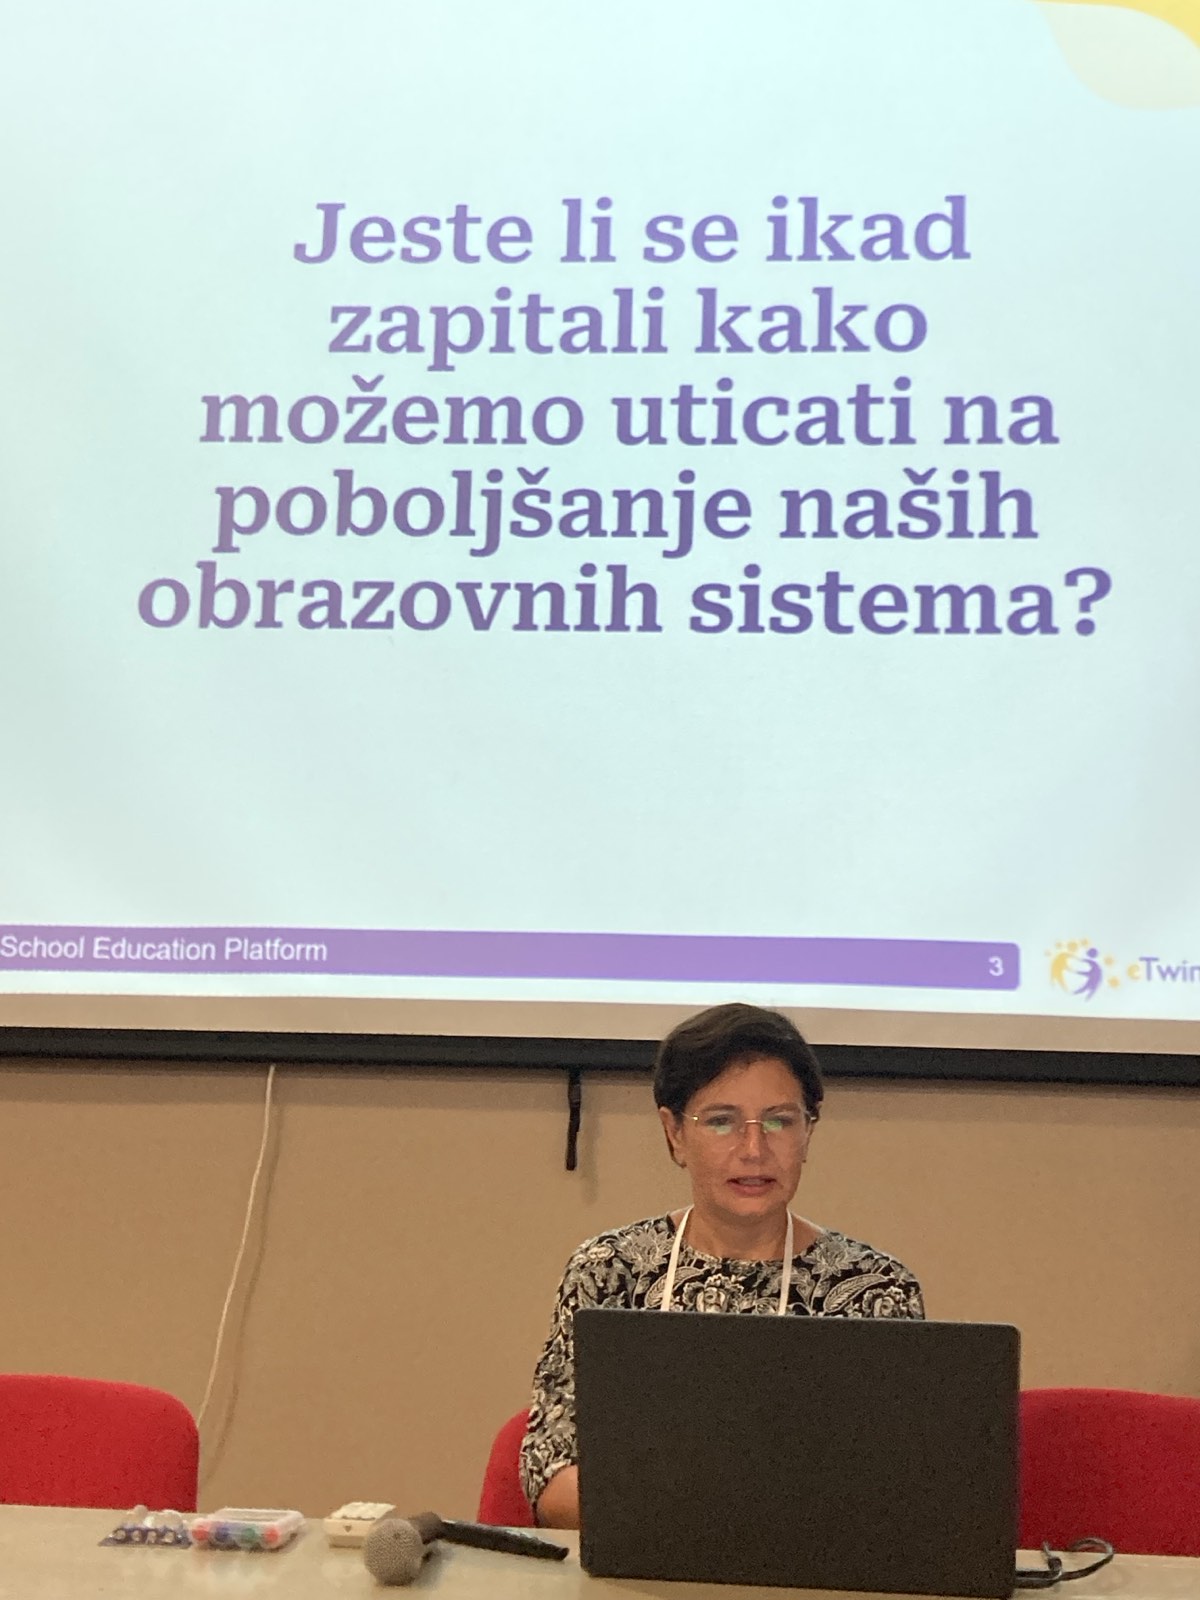 Jeste li se ikad
zapitali kako
možemo uticati na
poboljšanje naših
obrazovnih sistema?
School Education Platform
3
eTwin